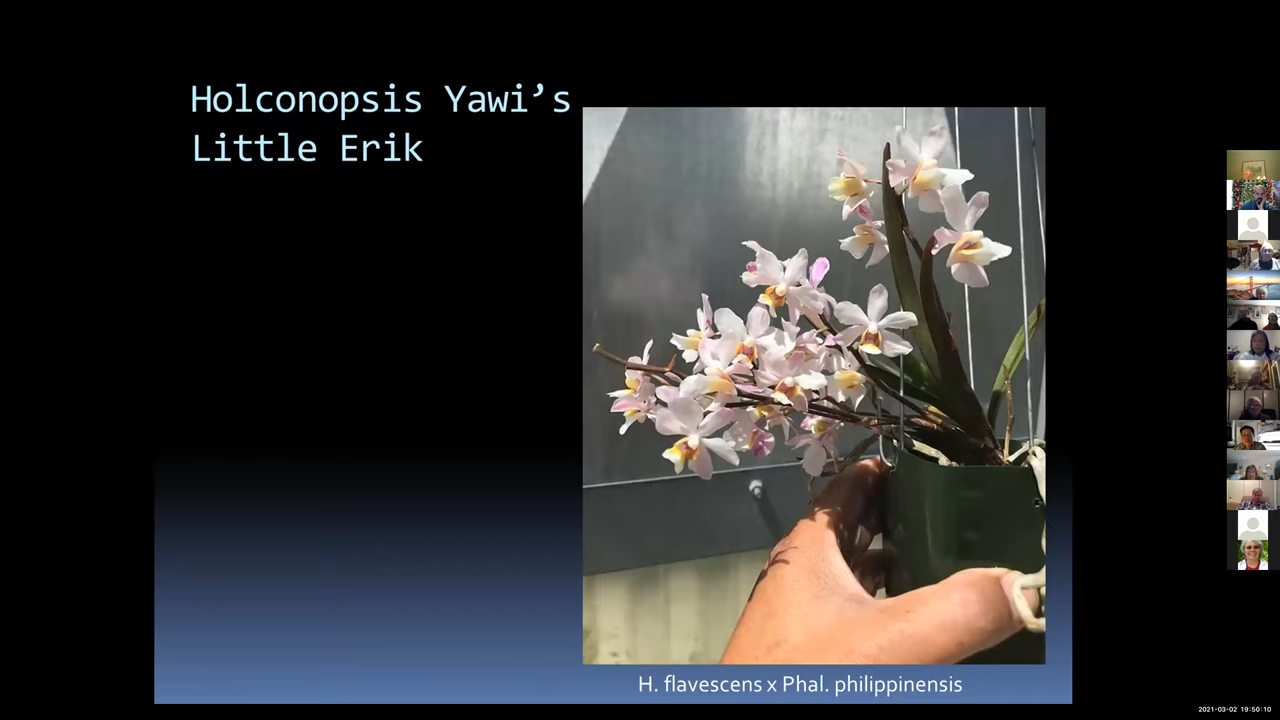 Holconopsis Yawi’s
Little Erik
H. flavescens x Phal. philippinensis
2021-03-02 19:50:10